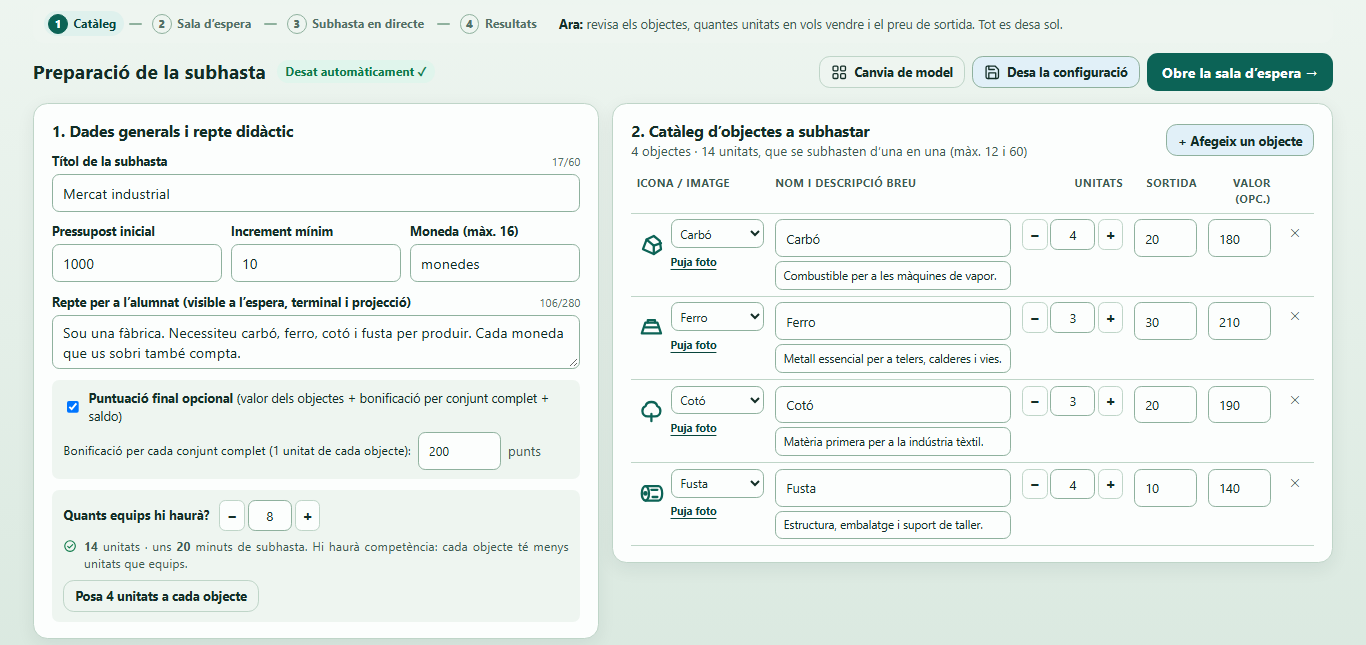 1 Catàleg — 2 Sala d'espera — 3 Subhasta en directe — 4 Resultats Ara: revisa els objectes, quantes unitats en vols vendre i el preu de sortida. Tot es desa sol.
Preparació de la subhasta Desat automàticament ✓ Canvia de model Desa la configuració Obre la sala d'espera →
1. Dades generals i repte didàctic
Títol de la subhasta 17/60
Mercat industrial
Pressupost inicial Increment mínim Moneda (màx. 16)
1000 10 monedes
Repte per a l'alumnat (visible a l'espera, terminal i projecció) 106/280
Sou una fàbrica. Necessiteu carbó, ferro, cotó i fusta per produir. Cada moneda
que us sobri també compta.
Puntuació final opcional (valor dels objectes + bonificació per conjunt complet +
saldo)
Bonificació per cada conjunt complet (1 unitat de cada objecte): 200 punts
Quants equips hi haurà? − 8 +
14 unitats · uns 20 minuts de subhasta. Hi haurà competència: cada objecte té menys
unitats que equips.
Posa 4 unitats a cada objecte
2. Catàleg d'objectes a subhastar
4 objectes · 14 unitats, que se subhasten d'una en una (màx. 12 i 60)
+ Afegeix un objecte
ICONA / IMATGE NOM I DESCRIPCIÓ BREU UNITATS SORTIDA VALOR
(OPC.)
Carbó Carbó − 4 + 20 180 ×
Puja foto Combustible per a les màquines de vapor.
Ferro Ferro − 3 + 30 210 ×
Puja foto Metall essencial per a telers, calderes i vies.
Cotó Cotó − 3 + 20 190 ×
Puja foto Matèria primera per a la indústria tèxtil.
Fusta Fusta − 4 + 10 140 ×
Puja foto Estructura, embalatge i suport de taller.